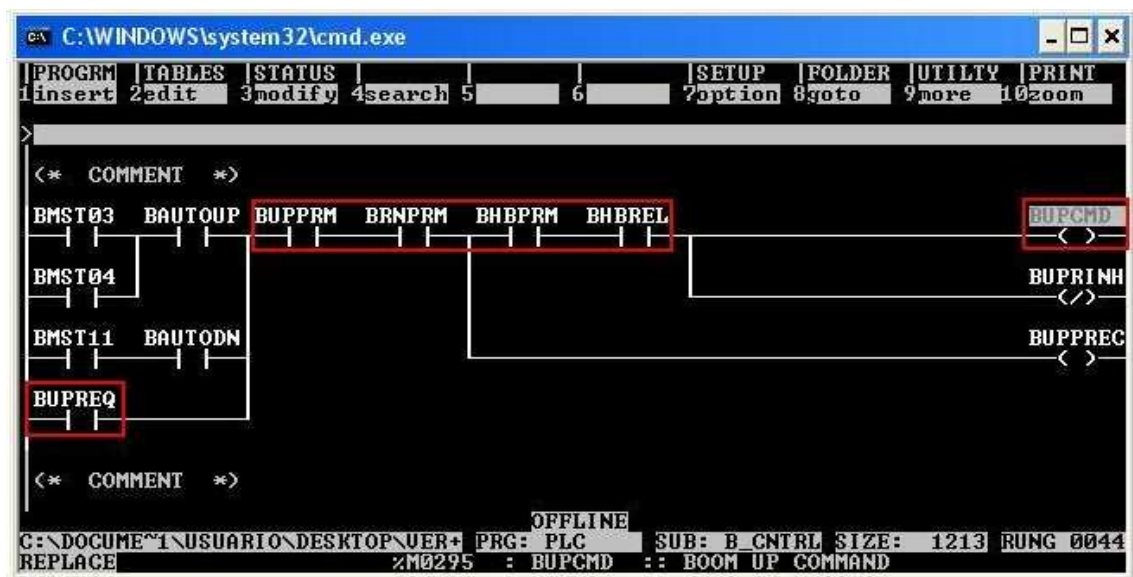 C:\WINDOWS\system32\cmd.exe
PROGRM |TABLES |STATUS | | | |SETUP |FOLDER |UTILTY |PRINT
1insert 2edit 3modify 4search 5 6 7option 8goto 9more 10zoom
>
(* COMMENT *)
BMST03 BAUTOUP BUPPRM BRNPRM BHBPRM BHBREL BUPCMD
BMST04 BUPRINH
BMST11 BAUTODN BUPPREC
BUPREQ
(* COMMENT *)
OFFLINE
C:\DOCUME~1\USUARIO\DESKTOP\VER+ PRG: PLC SUB: B_CNTRL SIZE: 1213 RUNG 0044
REPLACE %M0295 : BUPCMD :: BOOM UP COMMAND